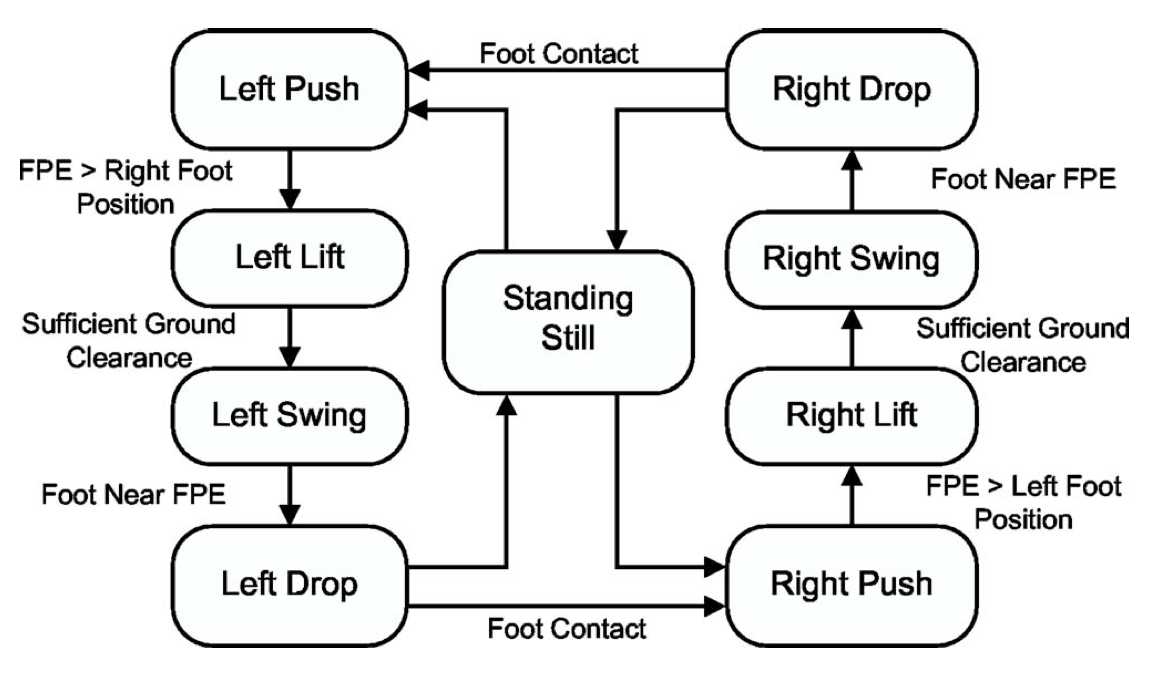 Foot Contact
Left Push
Right Drop
FPE > Right Foot
Position
Foot Near FPE
Left Lift
Right Swing
Standing
Still
Sufficient Ground
Clearance
Sufficient Ground
Clearance
Left Swing
Right Lift
Foot Near FPE
FPE > Left Foot
Position
Left Drop
Right Push
Foot Contact